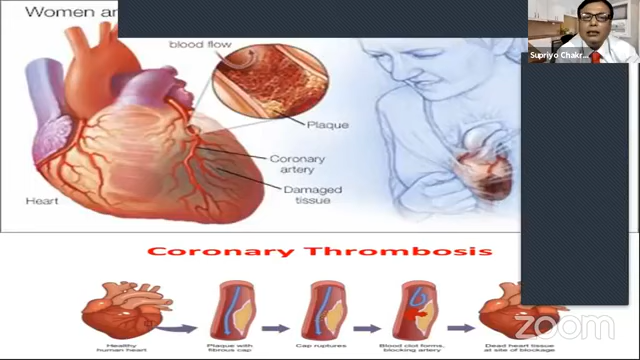 Women an
blood flow
Supriyo Chakr...
Plaque
Coronary
artery
Damaged
tissue
Heart
Coronary Thrombosis
Healthy
human heart
Plaque with
fibrous cap
Cap ruptures
Blood clot forms,
blocking artery
Dead heart tissue
at site of blockage
zoom